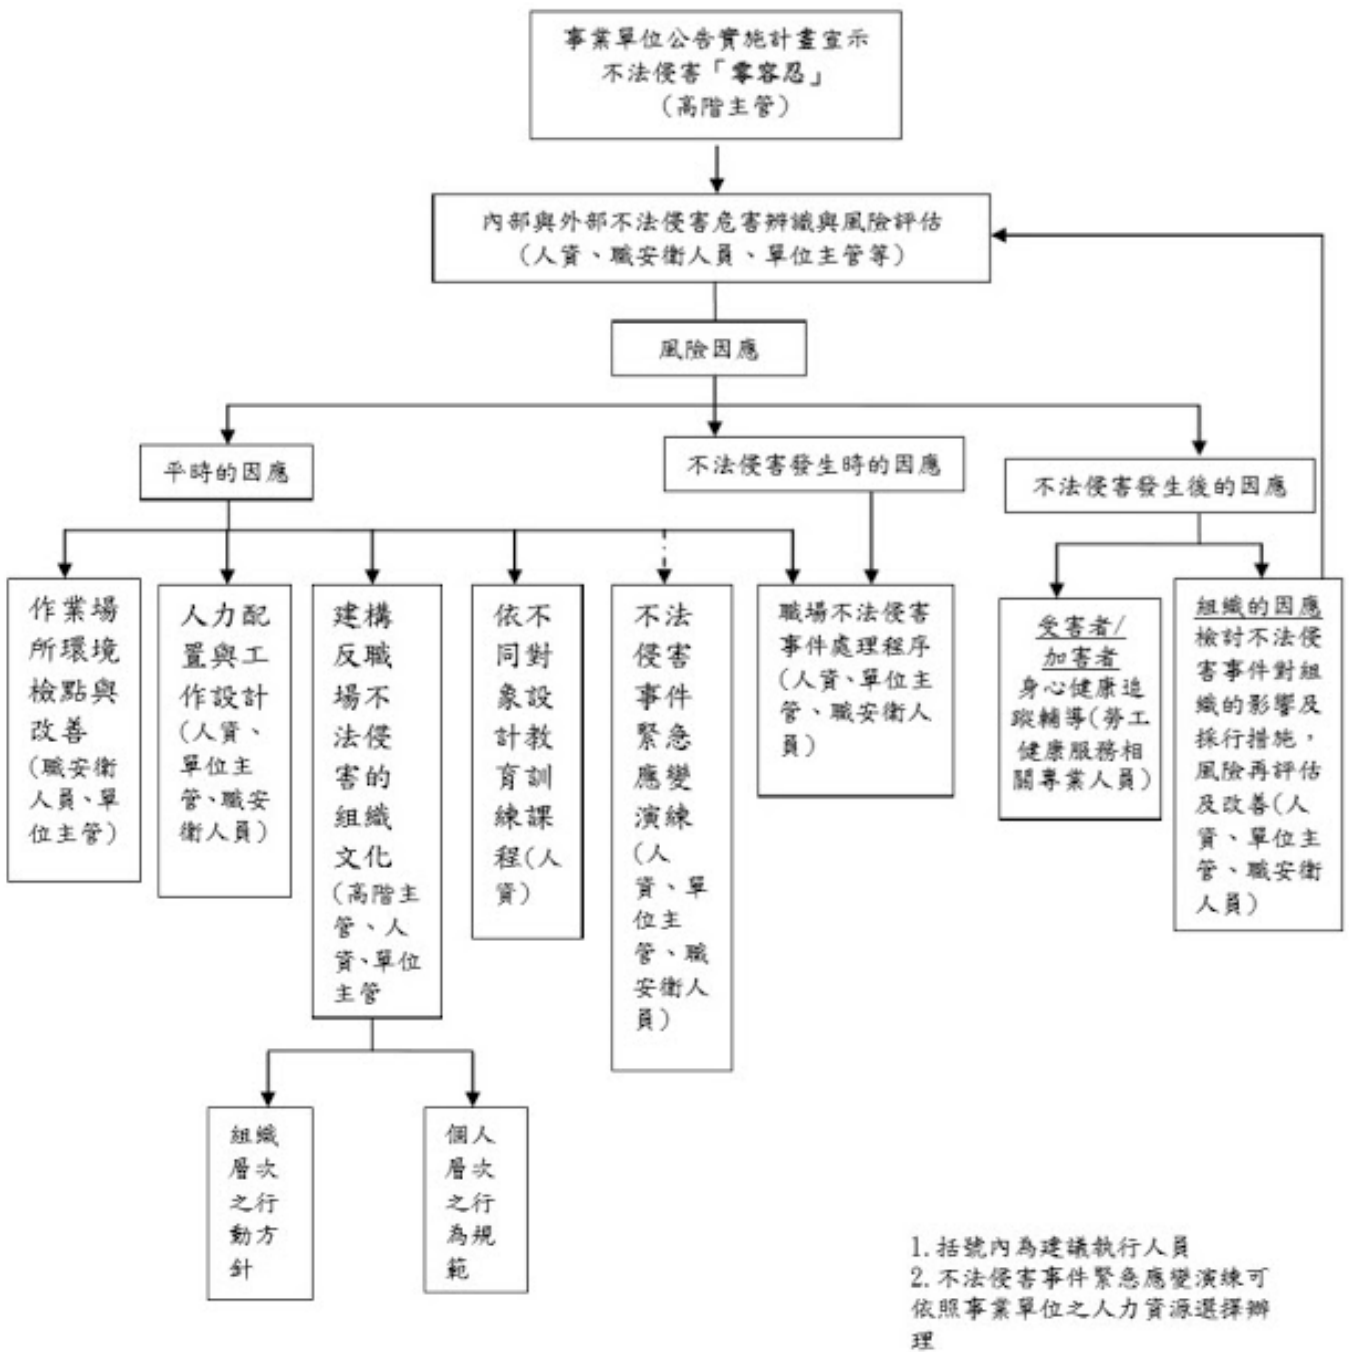 事業單位公告實施計畫宣示
不法侵害「零容忍」
(高階主管)
內部與外部不法侵害危害辨識與風險評估
(人資、職安衛人員、單位主管等)
風險因應
平時的因應
不法侵害發生時的因應
不法侵害發生後的因應
作業場
所環境
檢點與
改善
(職安衛
人員、單
位主管)
人力配
置與工
作設計
(人資、
單位主
管、職安
衛人員)
建構
反職
場不
法侵
害的
組織
文化
(高階主
管、人
資、單位
主管
依不
同對
象設
計教
育訓
練課
程(人
資)
不法
侵害
事件
緊急
應變
演練
(人
資、單
位主
管、職
安衛人
員)
職場不法侵害
事件處理程序
(人資、單位主
管、職安衛人
員)
受害者/
加害者
身心健康追
蹤輔導(勞工
健康服務相
關專業人員)
組織的因應
檢討不法侵
害事件對組
織的影響及
採行措施，
風險再評估
及改善(人
資、單位主
管、職安衛
人員)
組織
層次
之行
動方
針
個人
層次
之行
為規
範
1.括號內為建議執行人員
2.不法侵害事件緊急應變演練可
依照事業單位之人力資源選擇辦
理